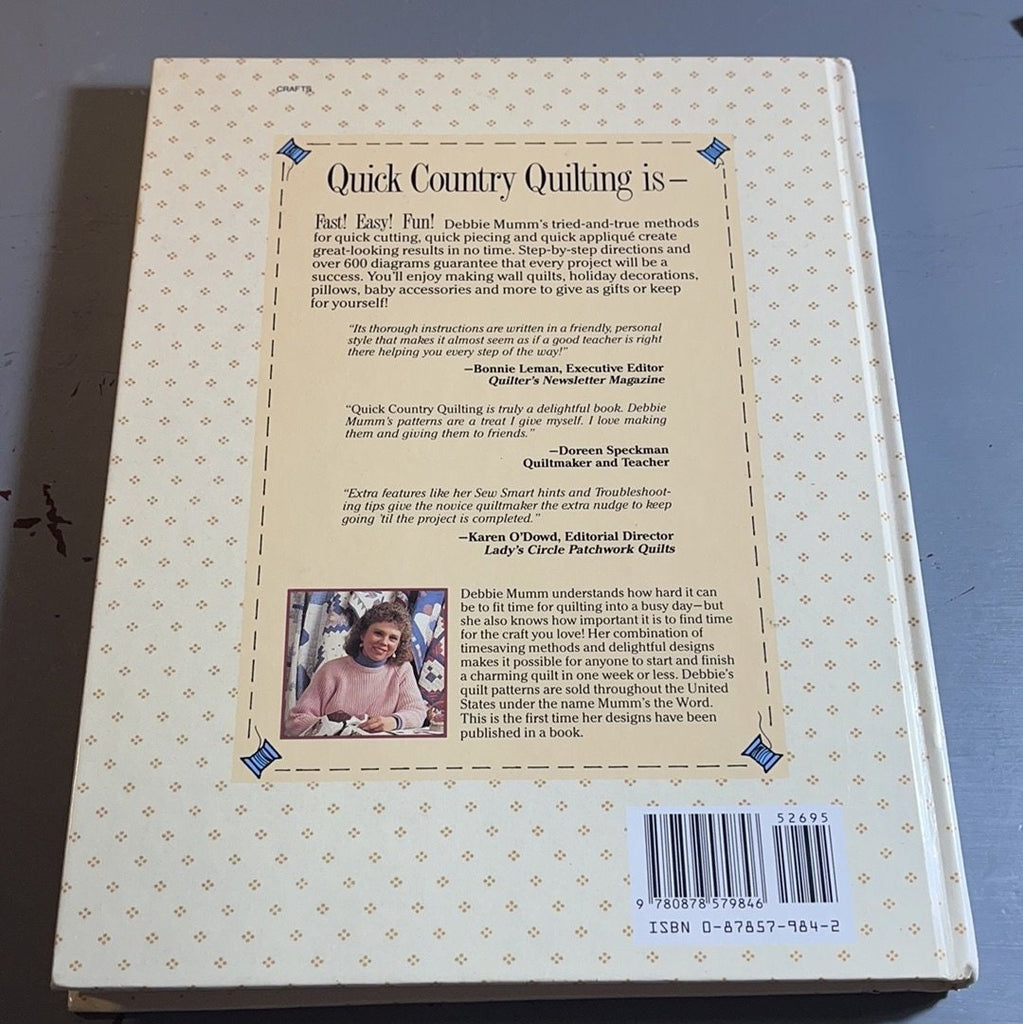 CRAFTS
Quick Country Quilting is—
Fast! Easy! Fun! Debbie Mumm's tried-and-true methods
for quick cutting, quick piecing and quick appliqué create
great-looking results in no time. Step-by-step directions and
over 600 diagrams guarantee that every project will be a
success. You'll enjoy making wall quilts, holiday decorations,
pillows, baby accessories and more to give as gifts or keep
for yourself!
"Its thorough instructions are written in a friendly, personal
style that makes it almost seem as if a good teacher is right
there helping you every step of the way!"
—Bonnie Leman, Executive Editor
Quilter's Newsletter Magazine
"Quick Country Quilting is truly a delightful book. Debbie
Mumm's patterns are a treat I give myself. I love making
them and giving them to friends."
—Doreen Speckman
Quiltmaker and Teacher
"Extra features like her Sew Smart hints and Troubleshoot-
ing tips give the novice quiltmaker the extra nudge to keep
going 'til the project is completed."
—Karen O'Dowd, Editorial Director
Lady's Circle Patchwork Quilts
Debbie Mumm understands how hard it can
be to fit time for quilting into a busy day—but
she also knows how important it is to find time
for the craft you love! Her combination of
timesaving methods and delightful designs
makes it possible for anyone to start and finish
a charming quilt in one week or less. Debbie's
quilt patterns are sold throughout the United
States under the name Mumm's the Word.
This is the first time her designs have been
published in a book.
52695
9 780878 579846
ISBN 0-87857-984-2